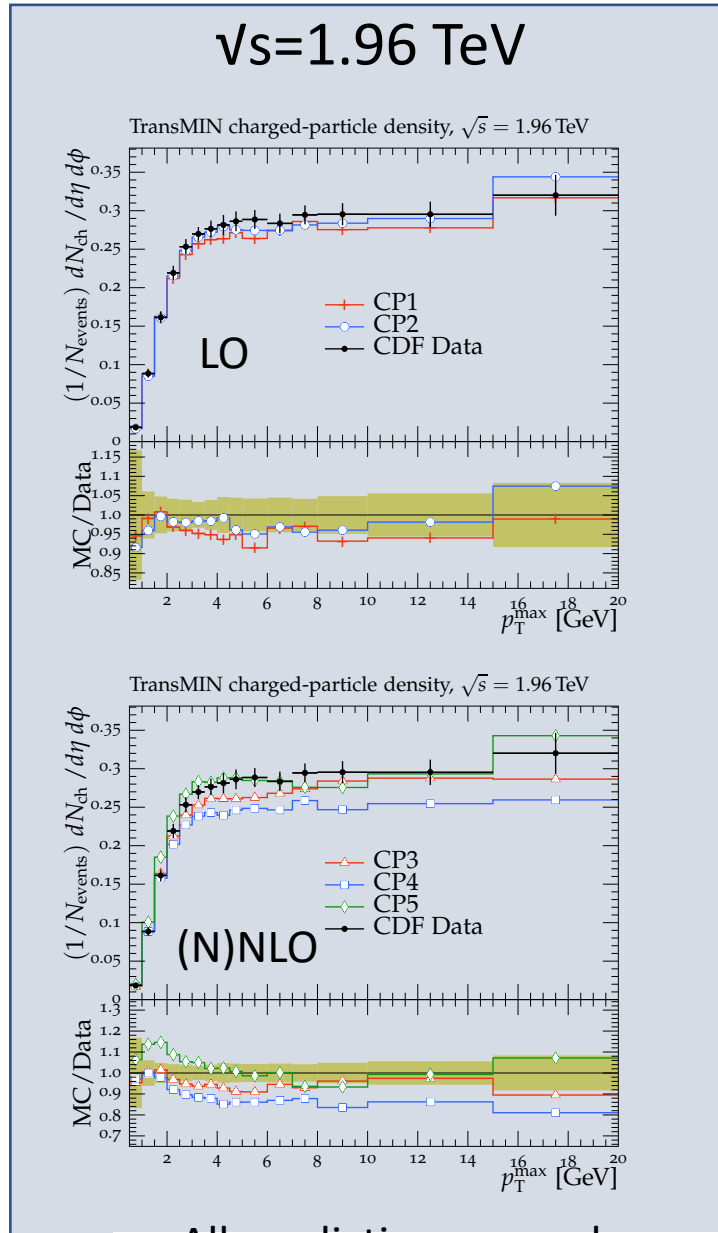 √s=1.96 TeV
TransMIN charged-particle density, √s = 1.96 TeV
(1/N_events) dN_ch/dη dϕ
0.35
0.3
0.25
0.2
0.15
0.1
0.05
0
CP1
CP2
CDF Data
LO
MC/Data
1.15
1.1
1.05
1.0
0.95
0.9
0.85
2 4 6 8 10 12 14 16 18 20
p_T^max [GeV]
TransMIN charged-particle density, √s = 1.96 TeV
(1/N_events) dN_ch/dη dϕ
0.35
0.3
0.25
0.2
0.15
0.1
0.05
0
CP3
CP4
CP5
CDF Data
(N)NLO
MC/Data
1.3
1.2
1.1
1.0
0.9
0.8
0.7
2 4 6 8 10 12 14 16 18 20
p_T^max [GeV]